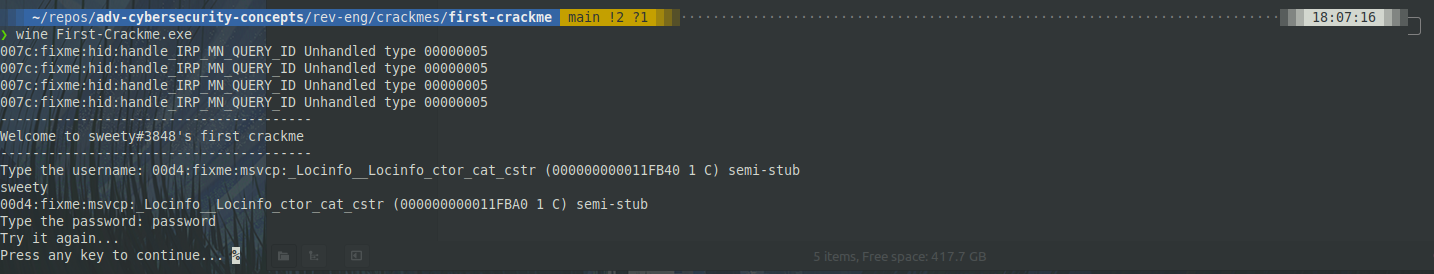 ~/repos/adv-cybersecurity-concepts/rev-eng/crackmes/first-crackme main !2 ?1 18:07:16
❯ wine First-Crackme.exe
007c:fixme:hid:handle_IRP_MN_QUERY_ID Unhandled type 00000005
007c:fixme:hid:handle_IRP_MN_QUERY_ID Unhandled type 00000005
007c:fixme:hid:handle_IRP_MN_QUERY_ID Unhandled type 00000005
007c:fixme:hid:handle_IRP_MN_QUERY_ID Unhandled type 00000005
---------------------------------------
Welcome to sweety#3848's first crackme
---------------------------------------
Type the username: 00d4:fixme:msvcp:_Locinfo__Locinfo_ctor_cat_cstr (000000000011FB40 1 C) semi-stub
sweety
00d4:fixme:msvcp:_Locinfo__Locinfo_ctor_cat_cstr (000000000011FBA0 1 C) semi-stub
Type the password: password
Try it again...
Press any key to continue... %
5 items, Free space: 417.7 GB